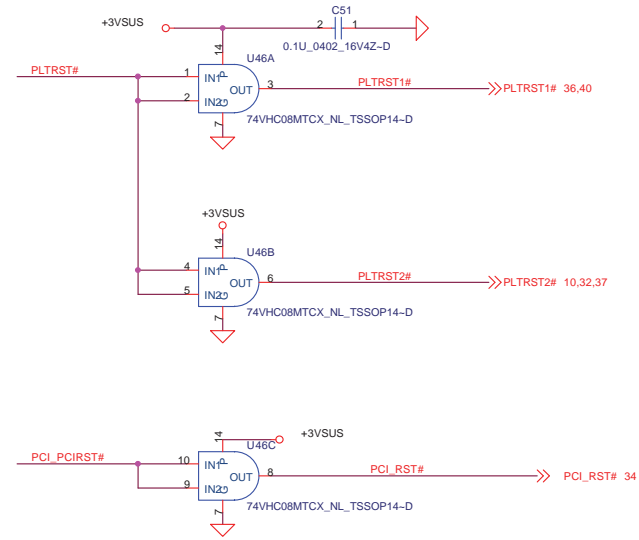 C51
+3VSUS
2 1
0.1U_0402_16V4Z~D
14
U46A
PLTRST#
1 IN1 P
OUT 3 PLTRST1# PLTRST1# 36,40
2 IN2 G
7
74VHC08MTCX_NL_TSSOP14~D
+3VSUS
14
U46B
4 IN1 P
OUT 6 PLTRST2# PLTRST2# 10,32,37
5 IN2 G
7
74VHC08MTCX_NL_TSSOP14~D
14 +3VSUS
U46C
PCI_PCIRST# 10 IN1 P
OUT 8 PCI_RST# PCI_RST# 34
9 IN2 G
7
74VHC08MTCX_NL_TSSOP14~D